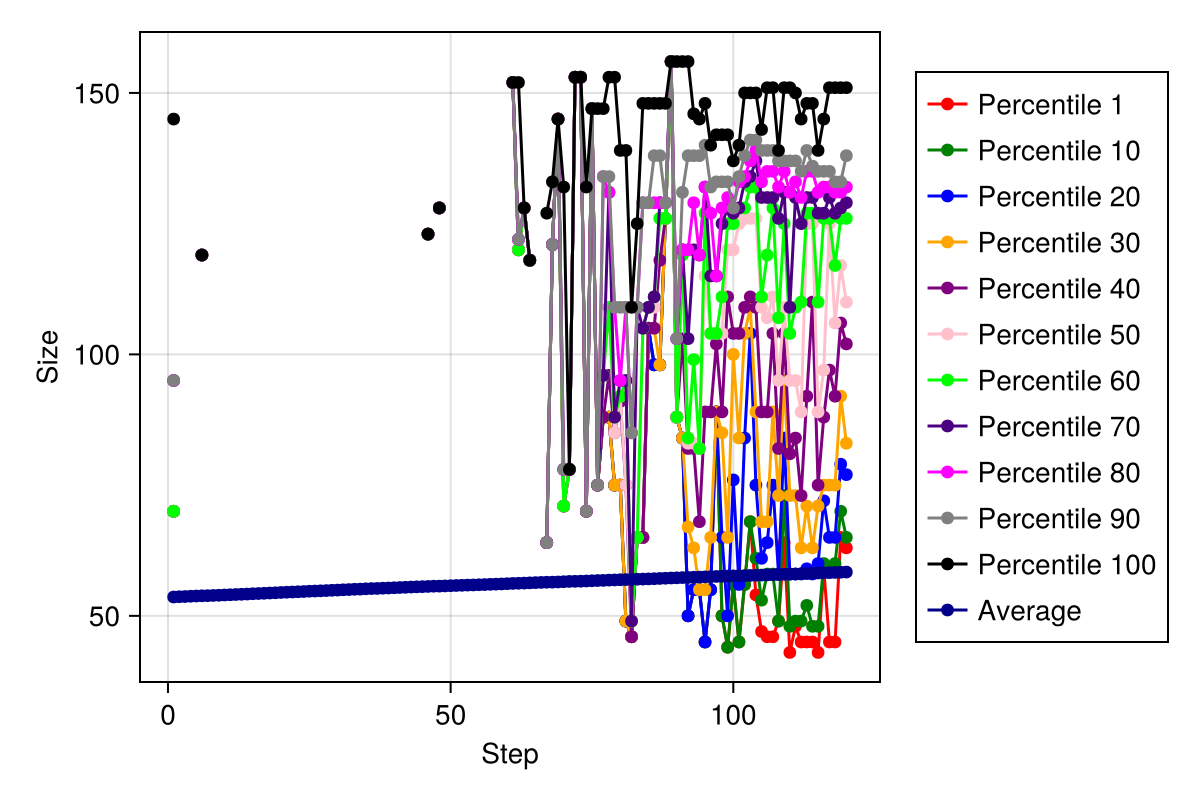 150
100
50
Size
0
50
100
Step
Percentile 1
Percentile 10
Percentile 20
Percentile 30
Percentile 40
Percentile 50
Percentile 60
Percentile 70
Percentile 80
Percentile 90
Percentile 100
Average